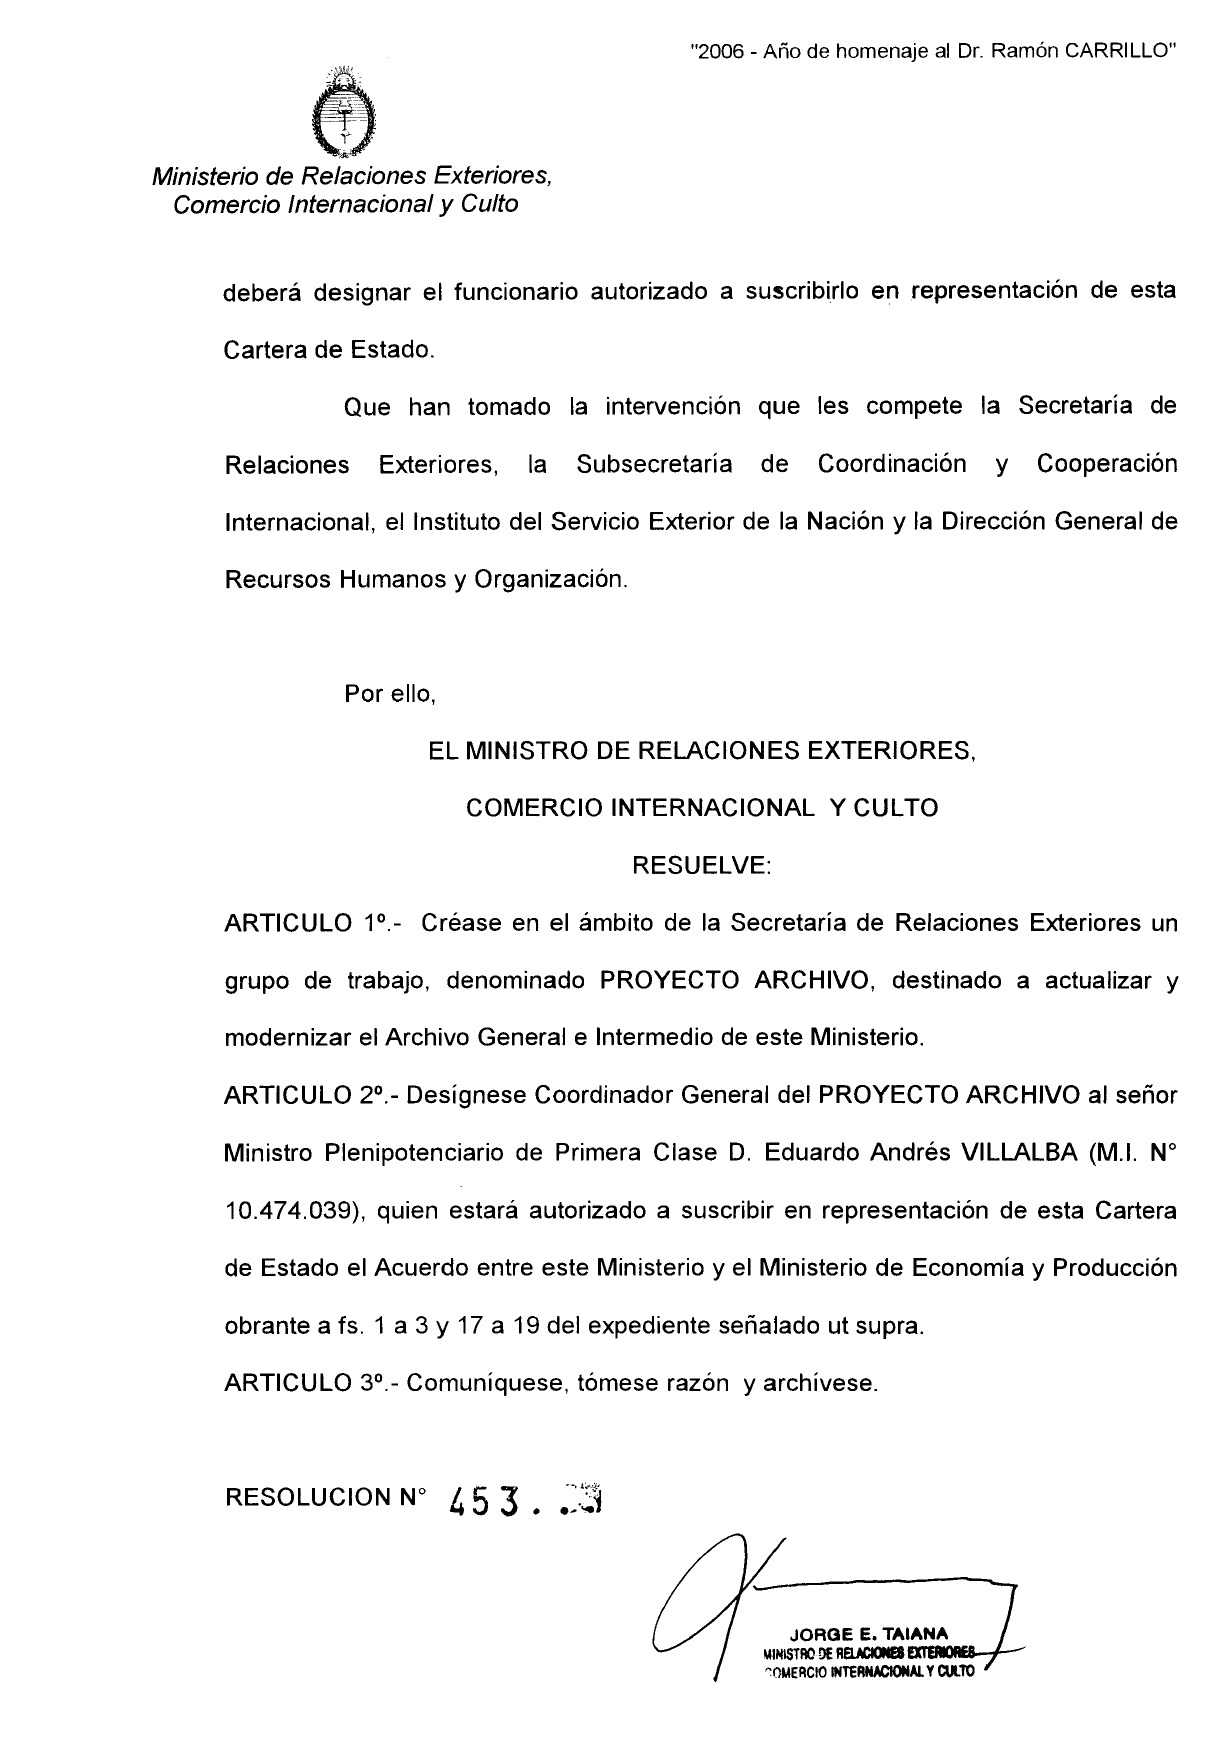 "2006 - Año de homenaje al Dr. Ramón CARRILLO"
Ministerio de Relaciones Exteriores,
Comercio Internacional y Culto
deberá designar el funcionario autorizado a suscribirlo en representación de esta
Cartera de Estado.
Que han tomado la intervención que les compete la Secretaría de
Relaciones Exteriores, la Subsecretaría de Coordinación y Cooperación
Internacional, el Instituto del Servicio Exterior de la Nación y la Dirección General de
Recursos Humanos y Organización.
Por ello,
EL MINISTRO DE RELACIONES EXTERIORES,
COMERCIO INTERNACIONAL Y CULTO
RESUELVE:
ARTICULO 1º.- Créase en el ámbito de la Secretaría de Relaciones Exteriores un
grupo de trabajo, denominado PROYECTO ARCHIVO, destinado a actualizar y
modernizar el Archivo General e Intermedio de este Ministerio.
ARTICULO 2º.- Desígnese Coordinador General del PROYECTO ARCHIVO al señor
Ministro Plenipotenciario de Primera Clase D. Eduardo Andrés VILLALBA (M.I. N°
10.474.039), quien estará autorizado a suscribir en representación de esta Cartera
de Estado el Acuerdo entre este Ministerio y el Ministerio de Economía y Producción
obrante a fs. 1 a 3 y 17 a 19 del expediente señalado ut supra.
ARTICULO 3º.- Comuníquese, tómese razón y archívese.
RESOLUCION N° 453.
JORGE E. TAIANA
MINISTRO DE RELACIONES EXTERIORES
COMERCIO INTERNACIONAL Y CULTO